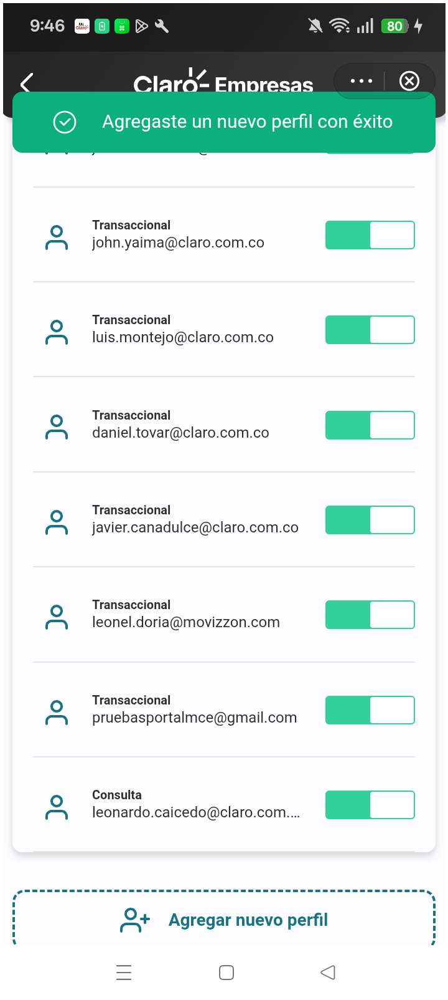 9:46
80
Claro- Empresas
Agregaste un nuevo perfil con éxito
Transaccional
john.yaima@claro.com.co
Transaccional
luis.montejo@claro.com.co
Transaccional
daniel.tovar@claro.com.co
Transaccional
javier.canadulce@claro.com.co
Transaccional
leonel.doria@movizzon.com
Transaccional
pruebasportalmce@gmail.com
Consulta
leonardo.caicedo@claro.com....
Agregar nuevo perfil